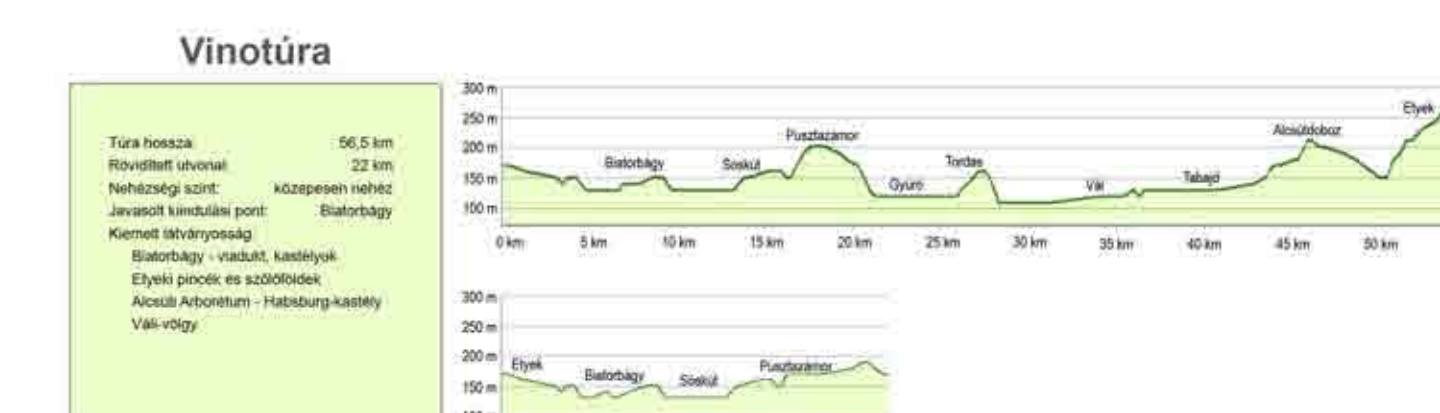 Vinotúra
Túra hossza: 56,5 km
Rövidített útvonal: 22 km
Nehézségi szint: közepesen nehéz
Javasolt kiindulási pont: Biatorbágy
Kiemelt látványosság:
Biatorbágy - viadukt, kastélyok
Etyeki pincék és szőlőföldek
Alcsúti Arborétum - Habsburg-kastély
Váli-völgy
300 m
250 m
200 m
150 m
100 m
Biatorbágy Sóskút Pusztazámor Gyúró Tordas Vál Tabajd Alcsútdoboz Etyek
0 km 5 km 10 km 15 km 20 km 25 km 30 km 35 km 40 km 45 km 50 km
300 m
250 m
200 m
150 m
100 m
Etyek Biatorbágy Sóskút Pusztazámor